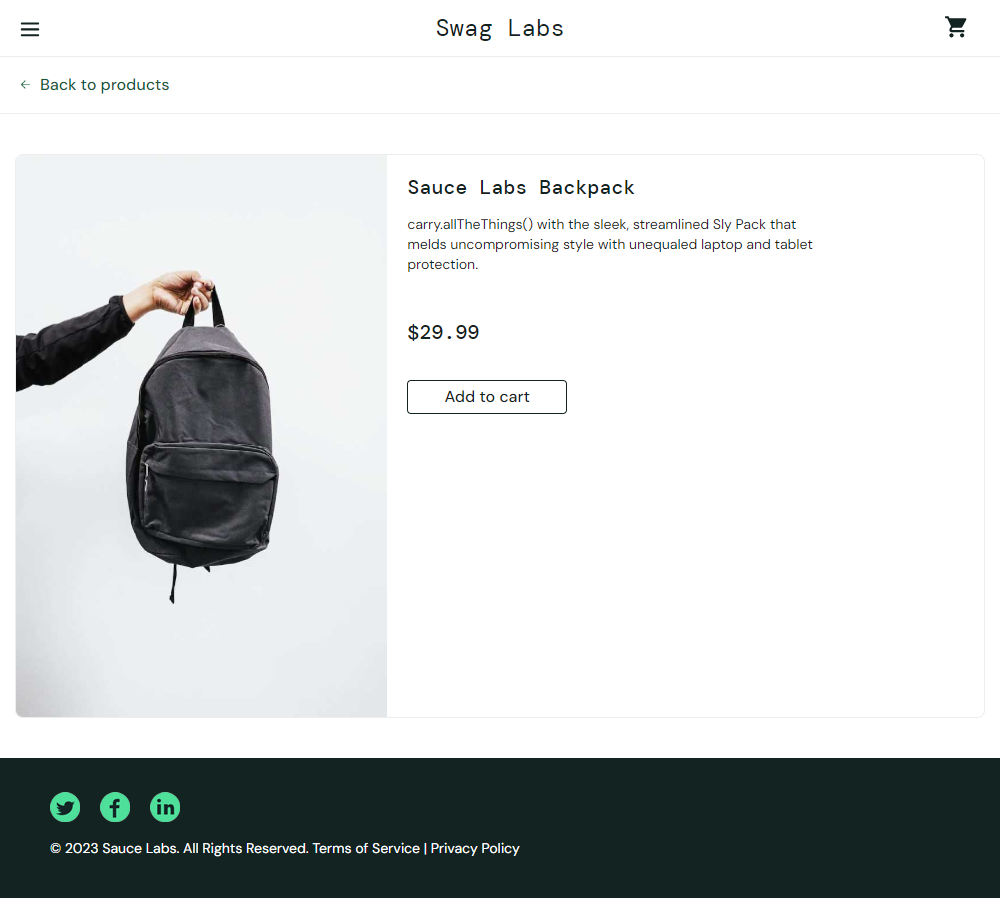 Swag Labs
Back to products
Sauce Labs Backpack
carry.allTheThings() with the sleek, streamlined Sly Pack that
melds uncompromising style with unequaled laptop and tablet
protection.
$29.99
Add to cart
© 2023 Sauce Labs. All Rights Reserved. Terms of Service | Privacy Policy